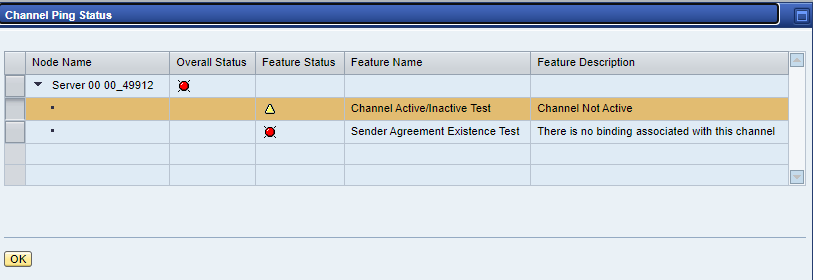 Channel Ping Status
Node Name Overall Status Feature Status Feature Name Feature Description
Server 00 00_49912
Channel Active/Inactive Test Channel Not Active
Sender Agreement Existence Test There is no binding associated with this channel
OK